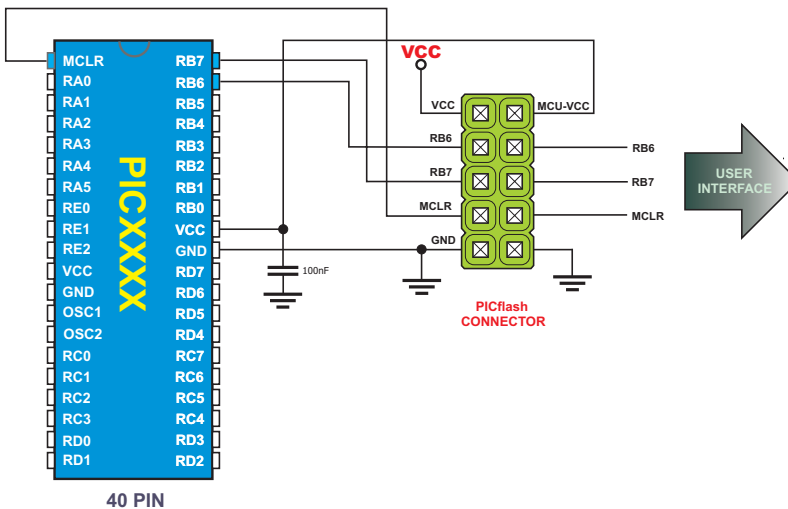 MCLR
RA0
RA1
RA2
RA3
RA4
RA5
RE0
RE1
RE2
VCC
GND
OSC1
OSC2
RC0
RC1
RC2
RC3
RD0
RD1
PICXXXX
RB7
RB6
RB5
RB4
RB3
RB2
RB1
RB0
VCC
GND
RD7
RD6
RD5
RD4
RC7
RC6
RC5
RC4
RD3
RD2
40 PIN
100nF
VCC
VCC
MCU-VCC
RB6
RB6
RB7
RB7
MCLR
MCLR
GND
PICflash
CONNECTOR
USER
INTERFACE